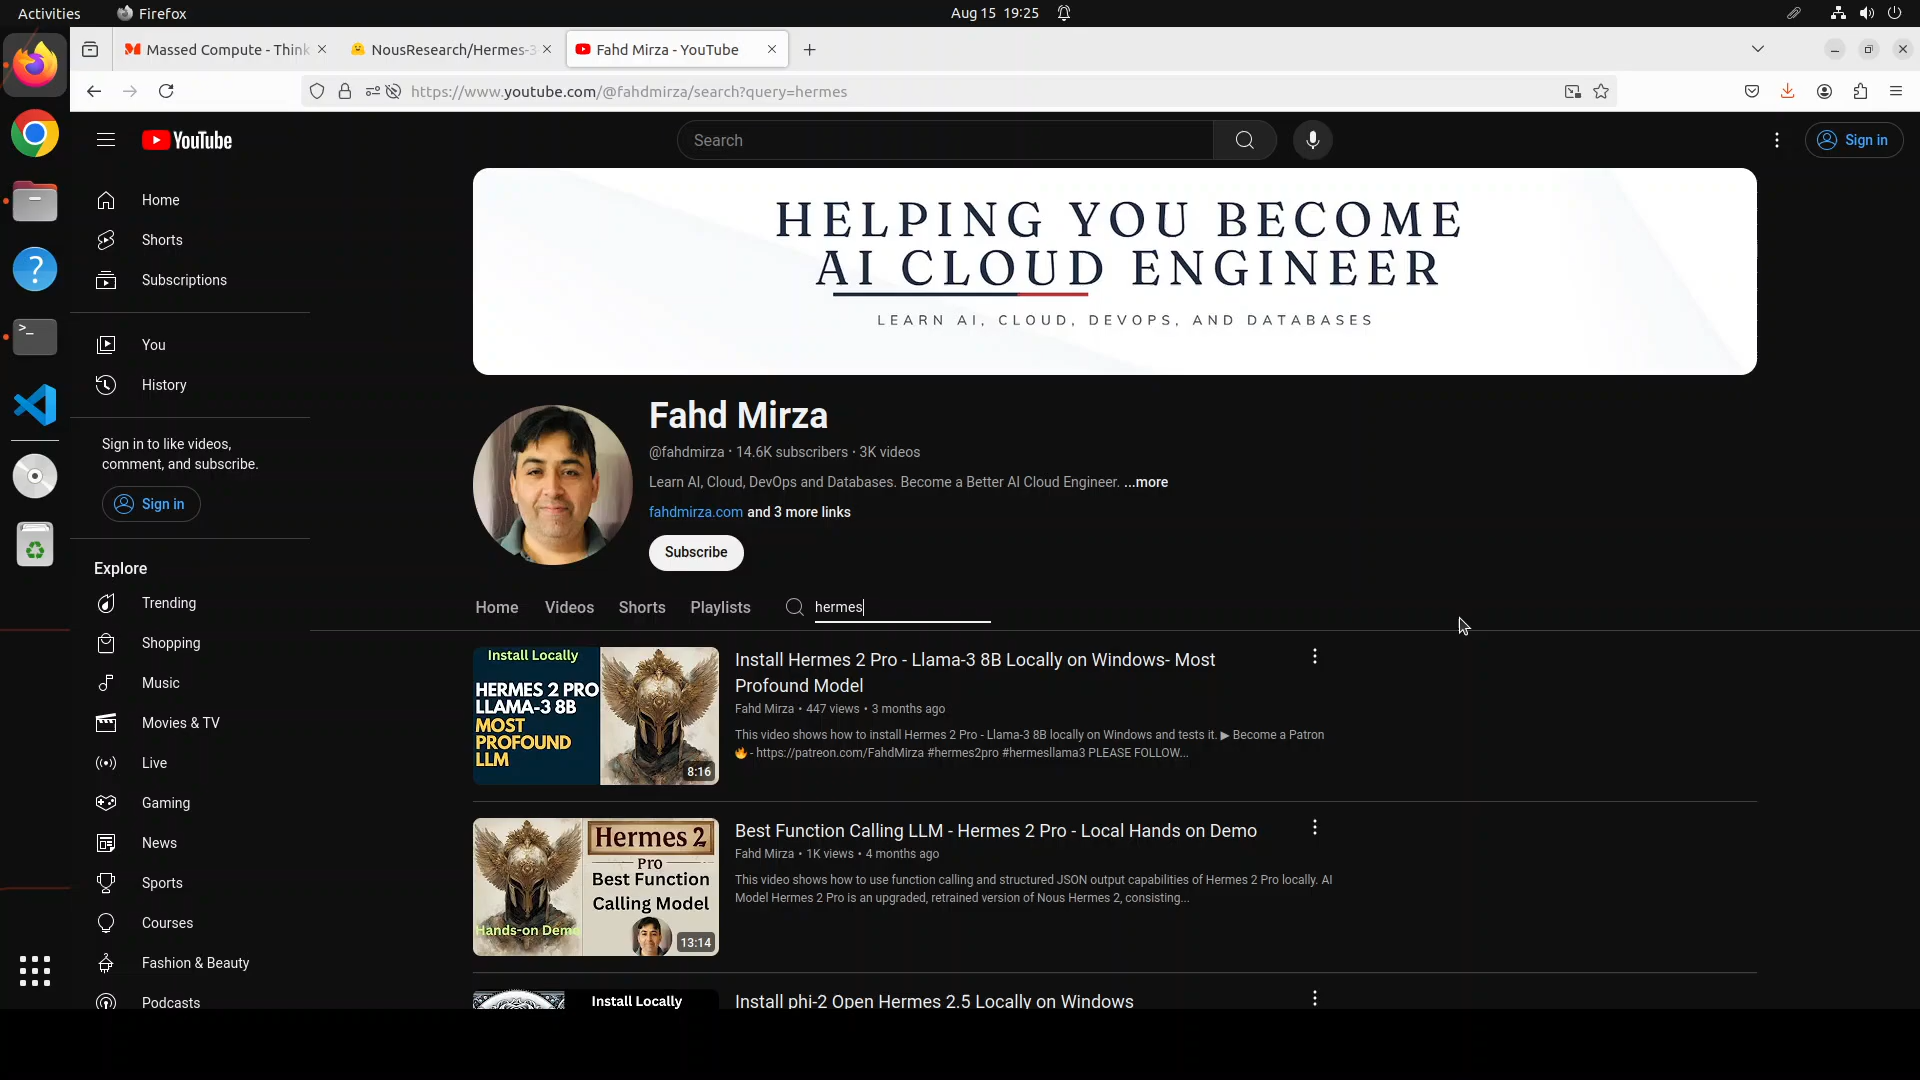 Activities
Firefox
Aug 15 19:25
Massed Compute - Think
NousResearch/Hermes-3
Fahd Mirza - YouTube
https://www.youtube.com/@fahdmirza/search?query=hermes
YouTube
Search
Sign in
Home
Shorts
Subscriptions
You
History
Sign in to like videos,
comment, and subscribe.
Sign in
Explore
Trending
Shopping
Music
Movies & TV
Live
Gaming
News
Sports
Courses
Fashion & Beauty
Podcasts
HELPING YOU BECOME
AI CLOUD ENGINEER
LEARN AI, CLOUD, DEVOPS, AND DATABASES
Fahd Mirza
@fahdmirza • 14.6K subscribers • 3K videos
Learn AI, Cloud, DevOps and Databases. Become a Better AI Cloud Engineer. ...more
fahdmirza.com and 3 more links
Subscribe
Home Videos Shorts Playlists hermes
Install Locally
HERMES 2 PRO
LLAMA-3 8B
MOST
PROFOUND
LLM
8:16
Install Hermes 2 Pro - Llama-3 8B Locally on Windows- Most
Profound Model
Fahd Mirza • 447 views • 3 months ago
This video shows how to install Hermes 2 Pro - Llama-3 8B locally on Windows and tests it. ▶ Become a Patron
🔥 - https://patreon.com/FahdMirza #hermes2pro #hermesllama3 PLEASE FOLLOW...
Hermes 2
Pro
Best Function
Calling Model
Hands-on Demo
13:14
Best Function Calling LLM - Hermes 2 Pro - Local Hands on Demo
Fahd Mirza • 1K views • 4 months ago
This video shows how to use function calling and structured JSON output capabilities of Hermes 2 Pro locally. AI
Model Hermes 2 Pro is an upgraded, retrained version of Nous Hermes 2, consisting...
Install Locally
Install phi-2 Open Hermes 2.5 Locally on Windows